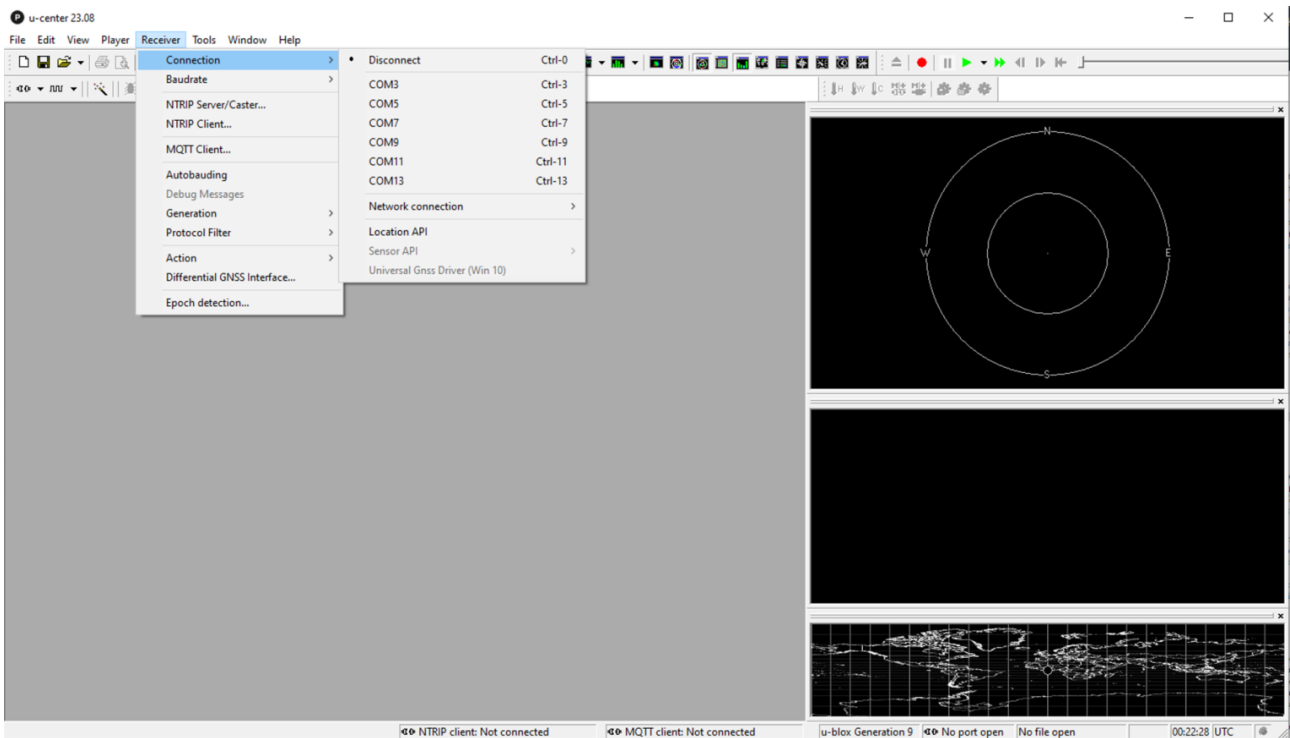 u-center 23.08
File Edit View Player Receiver Tools Window Help
Connection
Baudrate
NTRIP Server/Caster...
NTRIP Client...
MQTT Client...
Autobauding
Debug Messages
Generation
Protocol Filter
Action
Differential GNSS Interface...
Epoch detection...
Disconnect Ctrl-0
COM3 Ctrl-3
COM5 Ctrl-5
COM7 Ctrl-7
COM9 Ctrl-9
COM11 Ctrl-11
COM13 Ctrl-13
Network connection
Location API
Sensor API
Universal Gnss Driver (Win 10)
N
W E
S
NTRIP client: Not connected MQTT client: Not connected u-blox Generation 9 No port open No file open 00:22:28 UTC